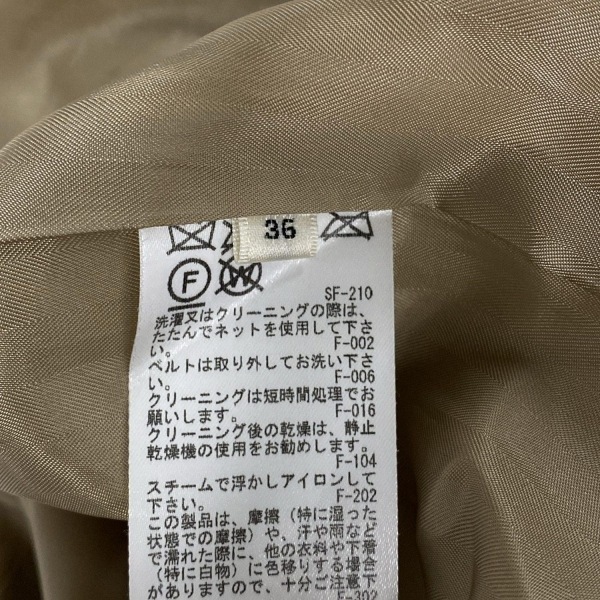 36
F W
SF-210
洗濯又はクリーニングの際は、
たたんでネットを使用して下さ
い。 F-002
ベルトは取り外してお洗い下さ
い。 F-006
クリーニングは短時間処理でお
願いします。 F-016
クリーニング後の乾燥は、静止
乾燥機の使用をお勧めします。
F-104
スチームで浮かしアイロンして
下さい。 F-202
この製品は、摩擦(特に湿った
状態での摩擦)や、汗や雨など
で濡れた際に、他の衣料や下着
(特に白物)に色移りする場合
がありますので、十分ご注意下
F-302